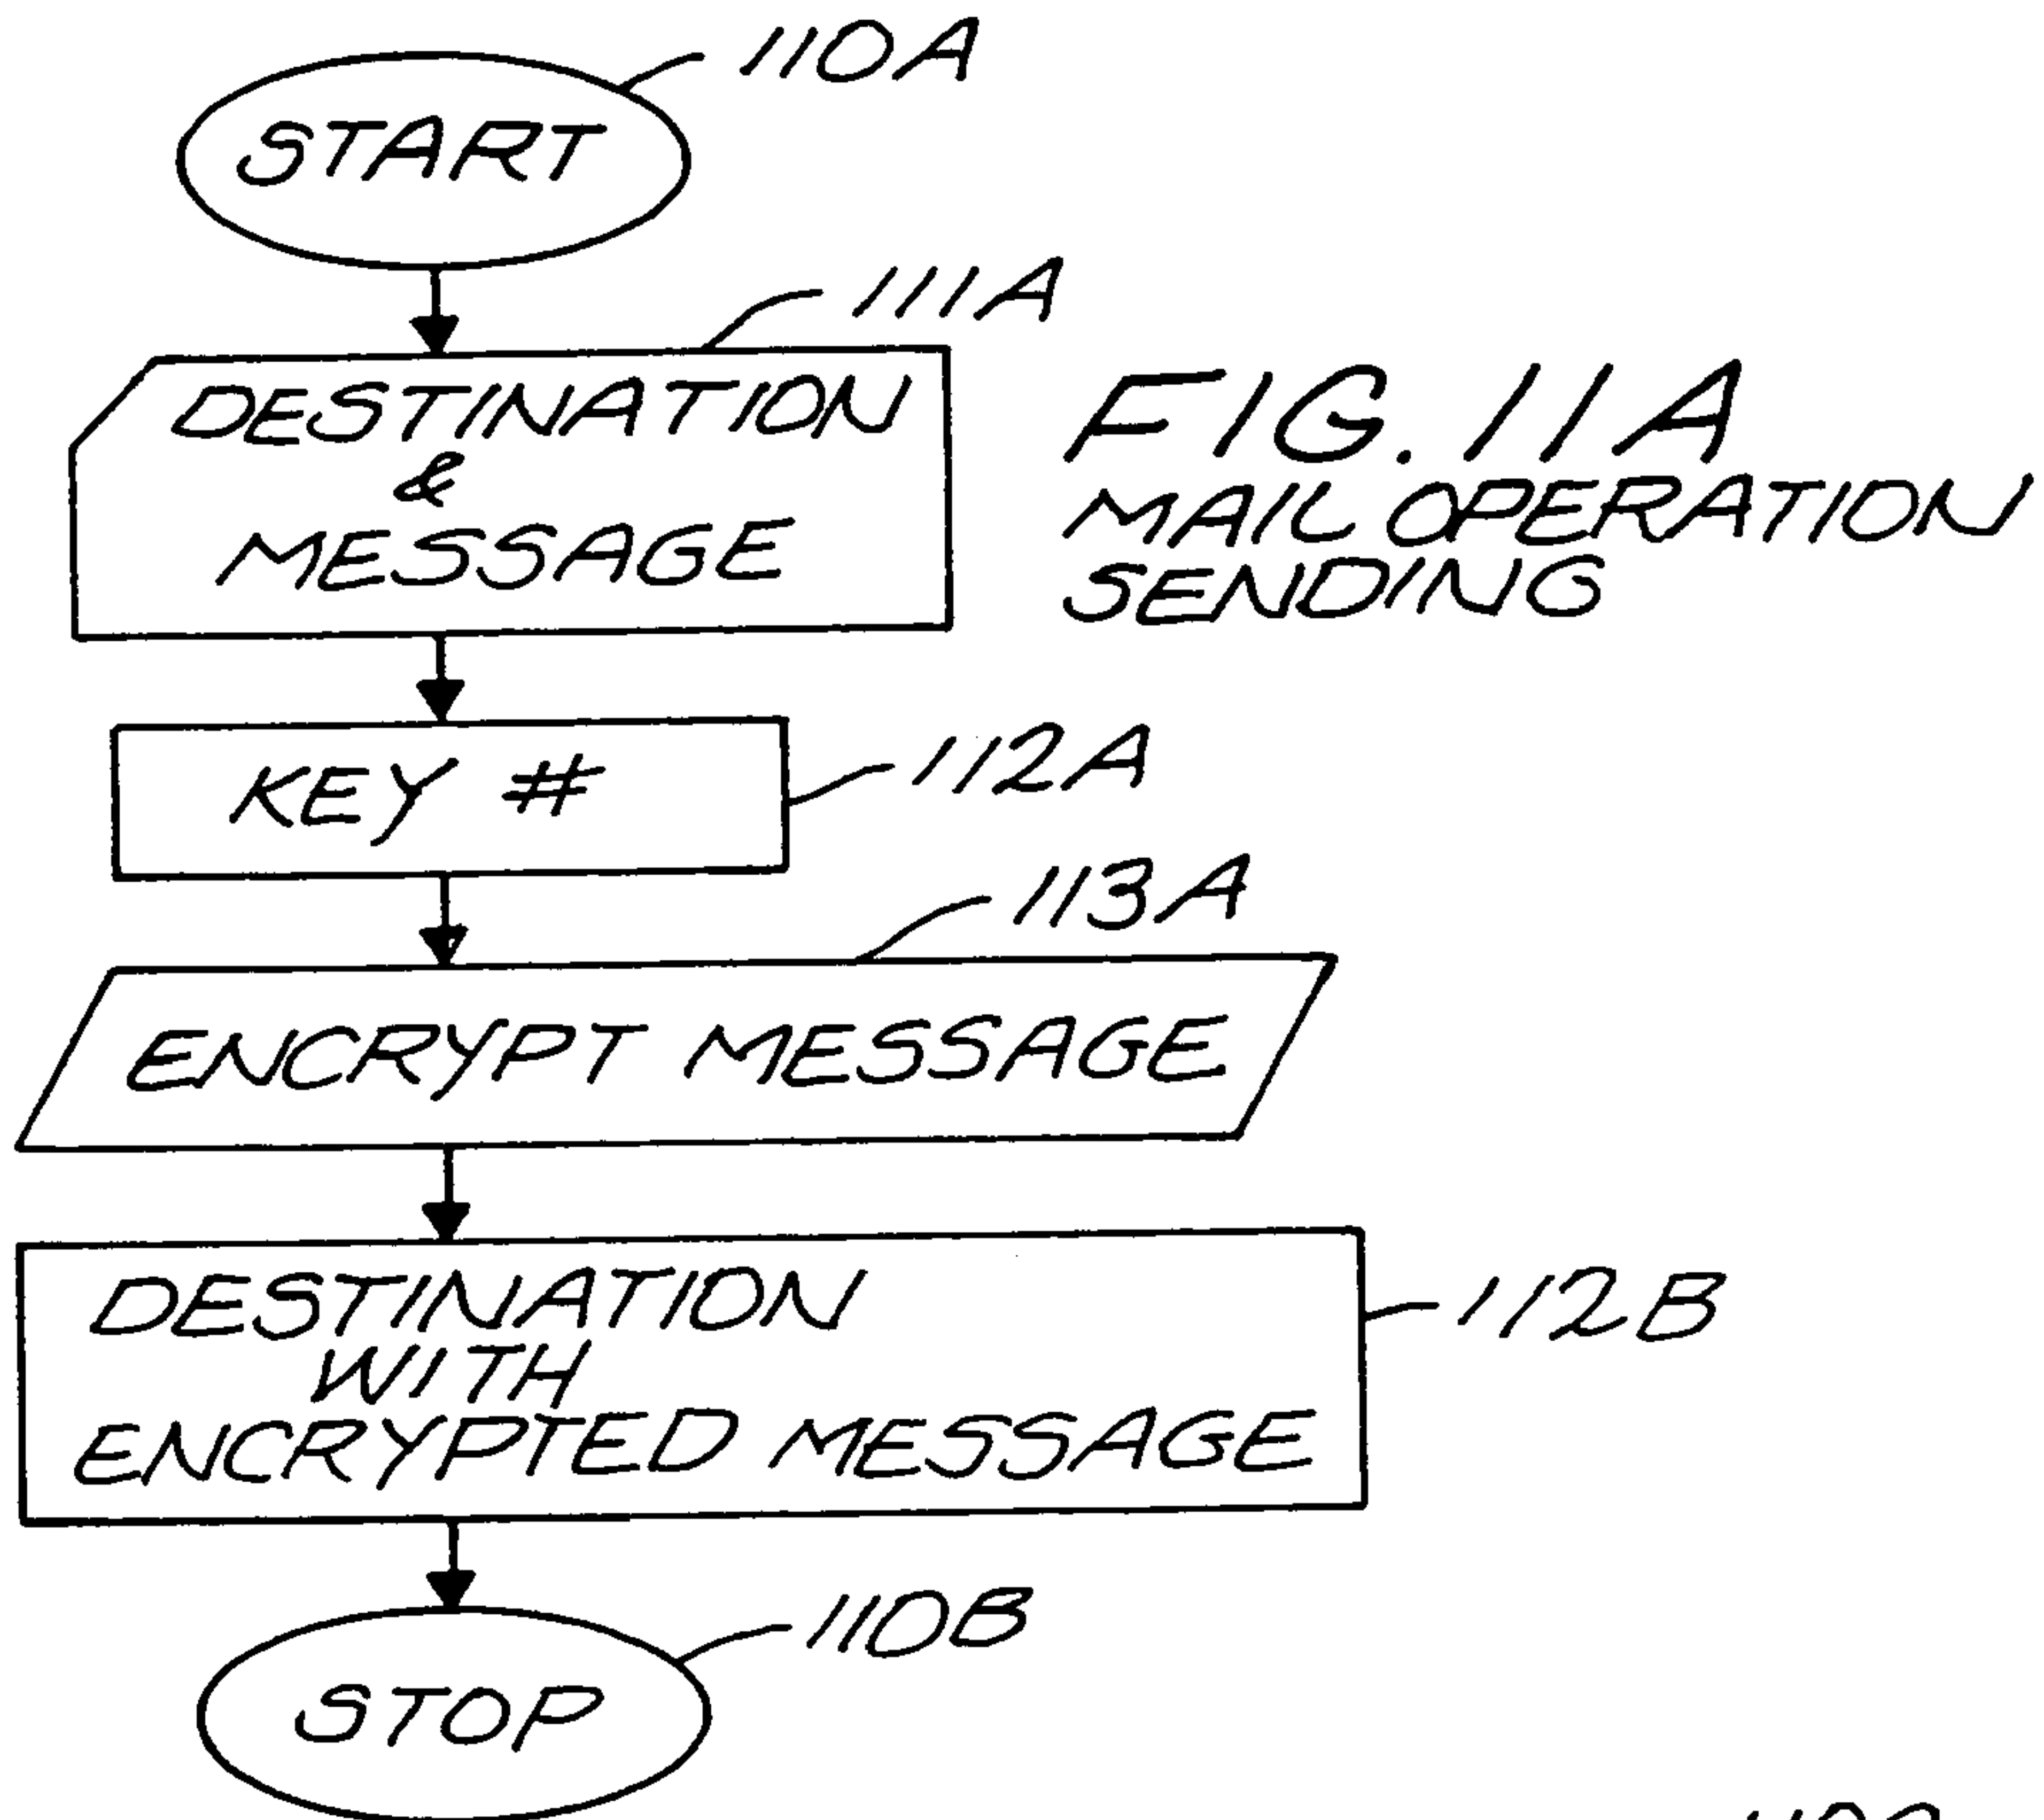 110A
START
111A
DESTINATION
&
MESSAGE
FIG. 11A
MAIL OPERATION
SENDING
KEY #
112A
113A
ENCRYPT MESSAGE
DESTINATION
WITH
ENCRYPTED MESSAGE
112B
110B
STOP